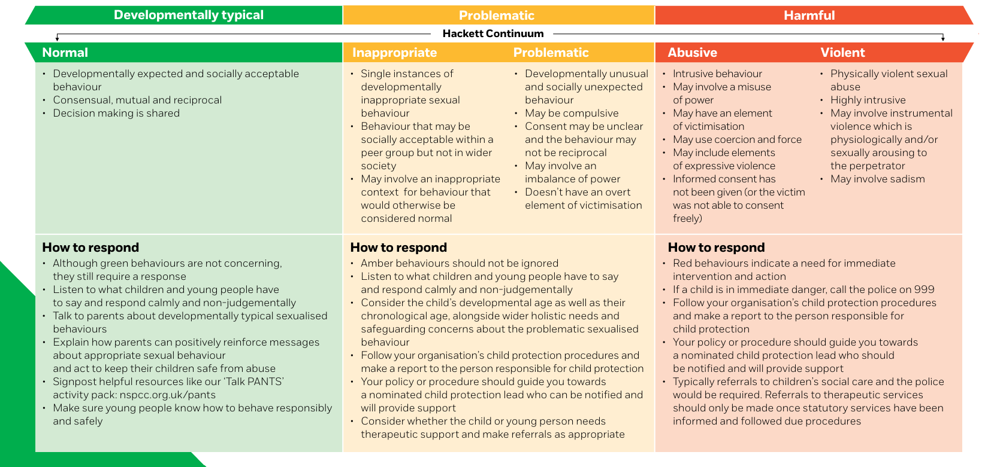 Developmentally typical
Problematic
Harmful
Hackett Continuum
Normal
• Developmentally expected and socially acceptable
behaviour
• Consensual, mutual and reciprocal
• Decision making is shared
Inappropriate
• Single instances of
developmentally
inappropriate sexual
behaviour
• Behaviour that may be
socially acceptable within a
peer group but not in wider
society
• May involve an inappropriate
context for behaviour that
would otherwise be
considered normal
Problematic
• Developmentally unusual
and socially unexpected
behaviour
• May be compulsive
• Consent may be unclear
and the behaviour may
not be reciprocal
• May involve an
imbalance of power
• Doesn't have an overt
element of victimisation
Abusive
• Intrusive behaviour
• May involve a misuse
of power
• May have an element
of victimisation
• May use coercion and force
• May include elements
of expressive violence
• Informed consent has
not been given (or the victim
was not able to consent
freely)
Violent
• Physically violent sexual
abuse
• Highly intrusive
• May involve instrumental
violence which is
physiologically and/or
sexually arousing to
the perpetrator
• May involve sadism
How to respond
• Although green behaviours are not concerning,
they still require a response
• Listen to what children and young people have
to say and respond calmly and non-judgementally
• Talk to parents about developmentally typical sexualised
behaviours
• Explain how parents can positively reinforce messages
about appropriate sexual behaviour
and act to keep their children safe from abuse
• Signpost helpful resources like our 'Talk PANTS'
activity pack: nspcc.org.uk/pants
• Make sure young people know how to behave responsibly
and safely
How to respond
• Amber behaviours should not be ignored
• Listen to what children and young people have to say
and respond calmly and non-judgementally
• Consider the child's developmental age as well as their
chronological age, alongside wider holistic needs and
safeguarding concerns about the problematic sexualised
behaviour
• Follow your organisation's child protection procedures and
make a report to the person responsible for child protection
• Your policy or procedure should guide you towards
a nominated child protection lead who can be notified and
will provide support
• Consider whether the child or young person needs
therapeutic support and make referrals as appropriate
How to respond
• Red behaviours indicate a need for immediate
intervention and action
• If a child is in immediate danger, call the police on 999
• Follow your organisation's child protection procedures
and make a report to the person responsible for
child protection
• Your policy or procedure should guide you towards
a nominated child protection lead who should
be notified and will provide support
• Typically referrals to children's social care and the police
would be required. Referrals to therapeutic services
should only be made once statutory services have been
informed and followed due procedures